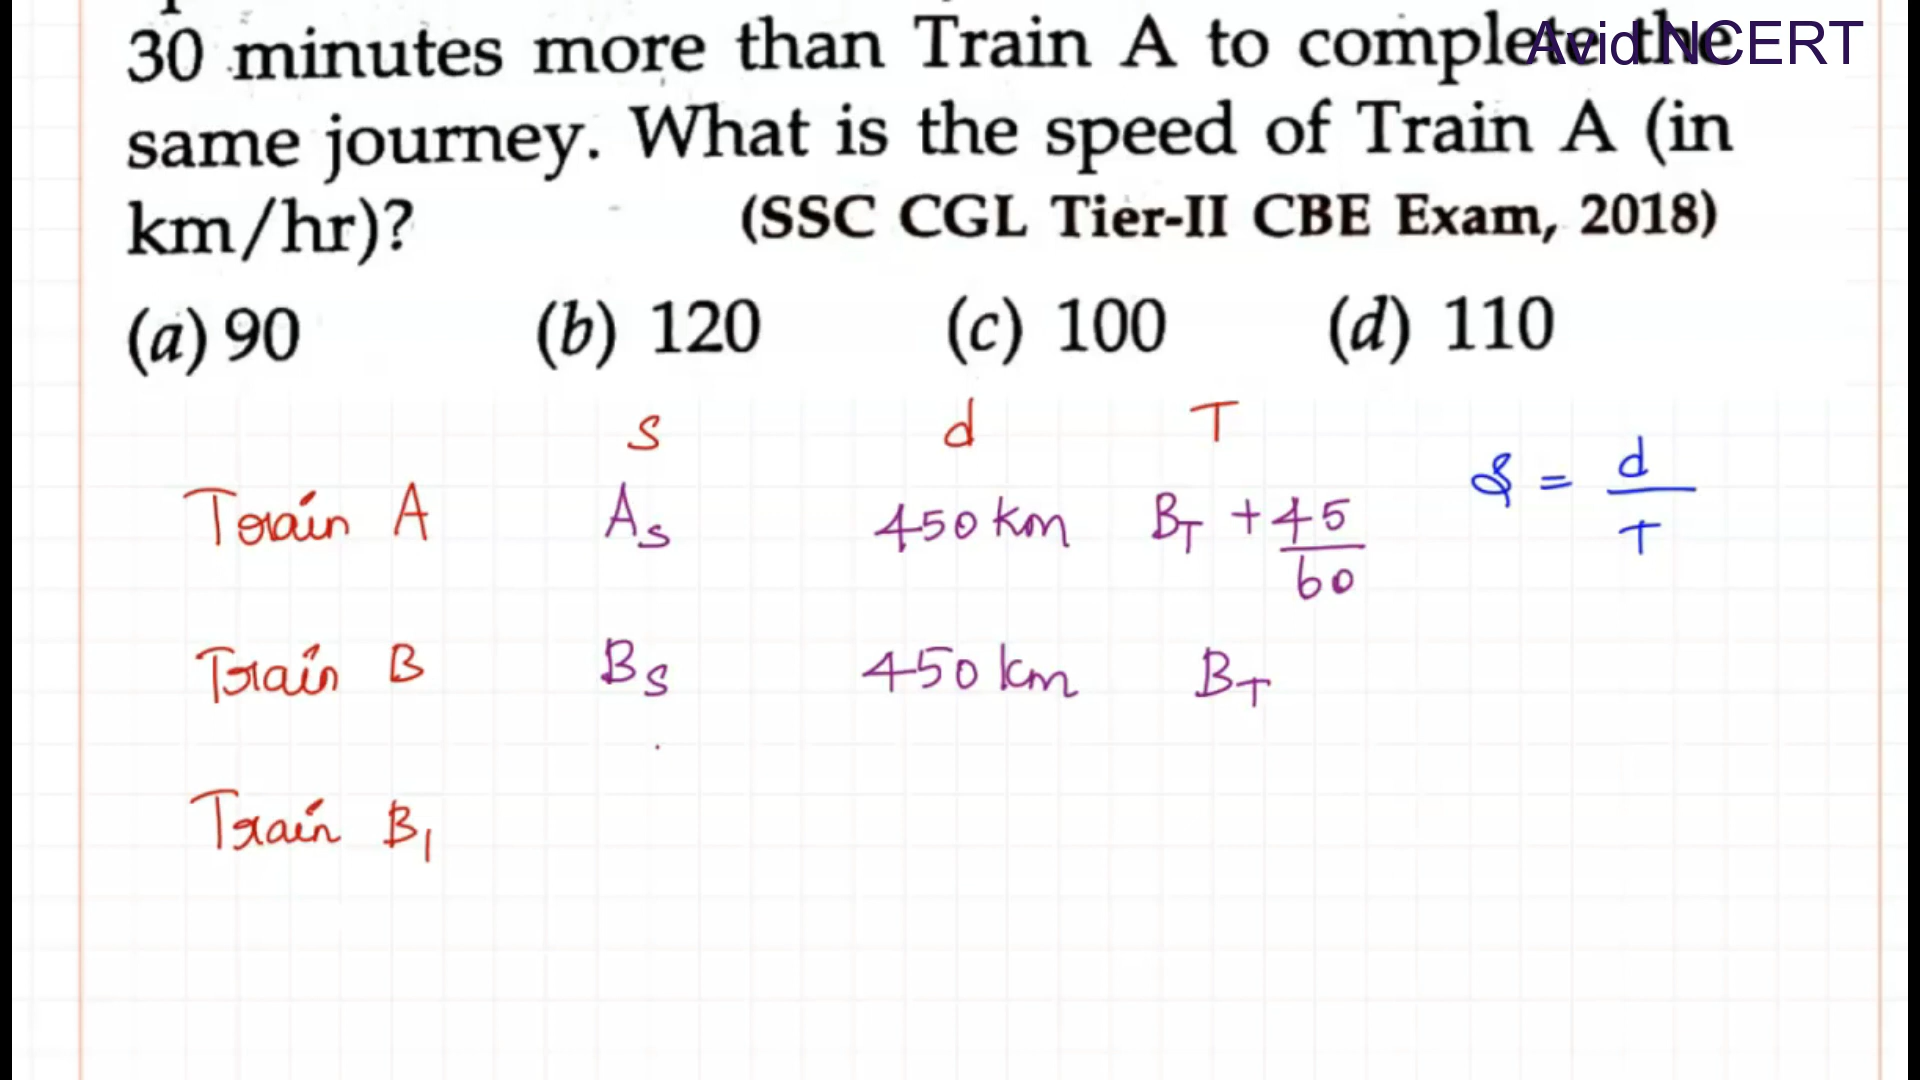 Avid NCERT
30 minutes more than Train A to complete the
same journey. What is the speed of Train A (in
km/hr)? (SSC CGL Tier-II CBE Exam, 2018)
(a) 90 (b) 120 (c) 100 (d) 110
S d T
Train A As 450 km BT + 45/60 S = d/T
Train B Bs 450 km BT
Train B1